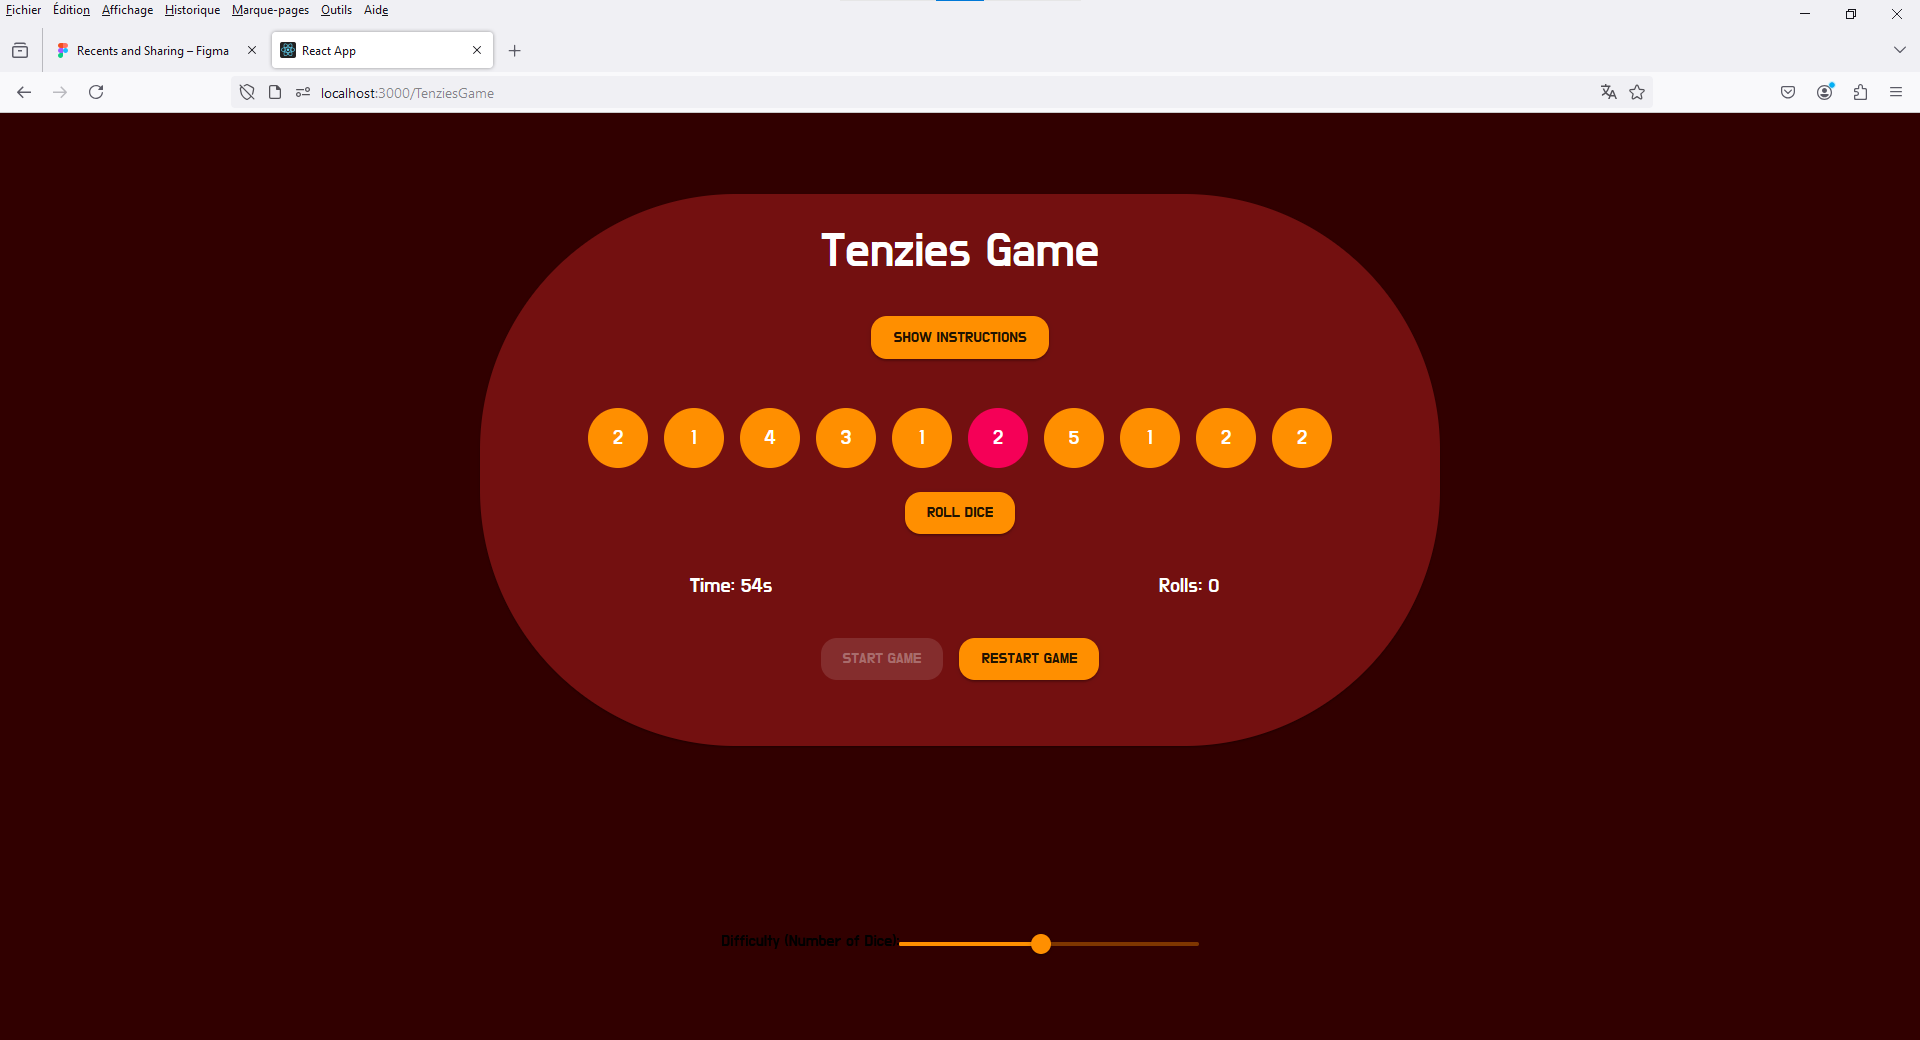 Fichier Édition Affichage Historique Marque-pages Outils Aide
Recents and Sharing – Figma React App
localhost:3000/TenziesGame
Tenzies Game
SHOW INSTRUCTIONS
2 1 4 3 1 2 5 1 2 2
ROLL DICE
Time: 54s Rolls: 0
START GAME RESTART GAME
Difficulty (Number of Dice)